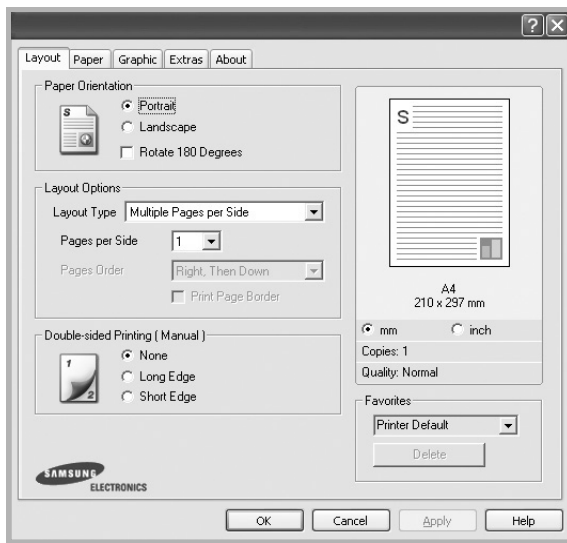 Layout Paper Graphic Extras About
Paper Orientation
S
Portrait
Landscape
Rotate 180 Degrees
Layout Options
Layout Type Multiple Pages per Side
Pages per Side 1
Pages Order Right, Then Down
Print Page Border
Double-sided Printing ( Manual )
1
2
None
Long Edge
Short Edge
SAMSUNG
ELECTRONICS
S
A4
210 x 297 mm
mm inch
Copies: 1
Quality: Normal
Favorites
Printer Default
Delete
OK Cancel Apply Help